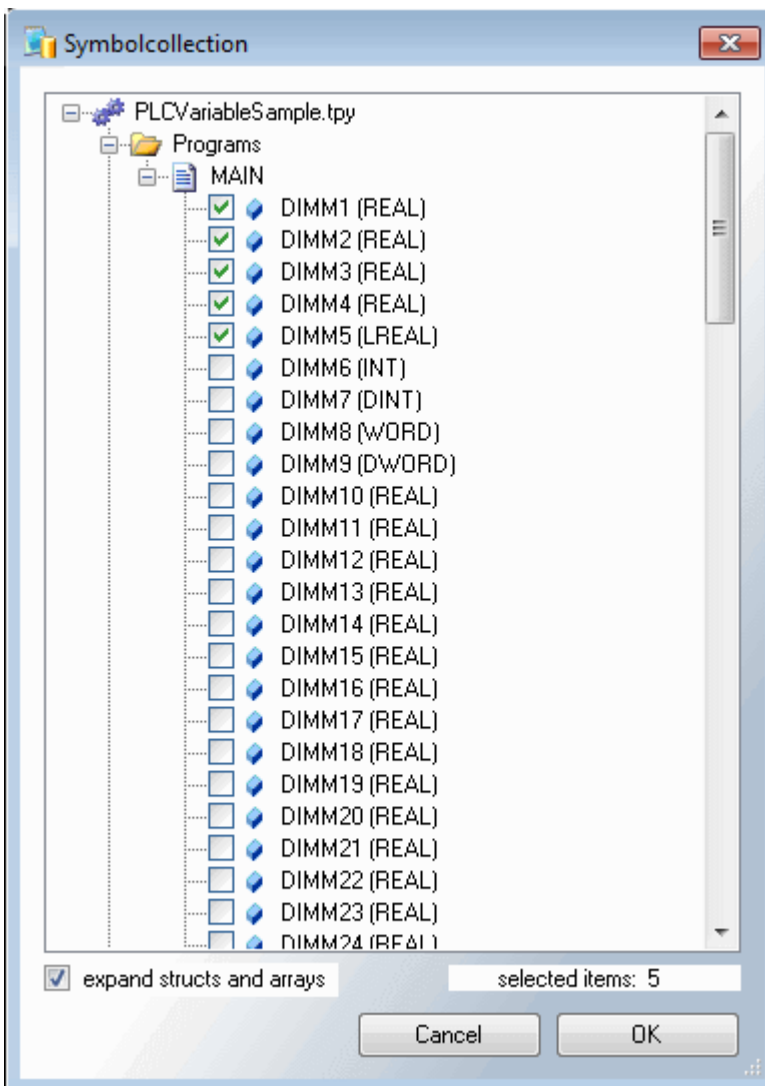 Symbolcollection
PLCVariableSample.tpy
Programs
MAIN
DIMM1 (REAL)
DIMM2 (REAL)
DIMM3 (REAL)
DIMM4 (REAL)
DIMM5 (LREAL)
DIMM6 (INT)
DIMM7 (DINT)
DIMM8 (WORD)
DIMM9 (DWORD)
DIMM10 (REAL)
DIMM11 (REAL)
DIMM12 (REAL)
DIMM13 (REAL)
DIMM14 (REAL)
DIMM15 (REAL)
DIMM16 (REAL)
DIMM17 (REAL)
DIMM18 (REAL)
DIMM19 (REAL)
DIMM20 (REAL)
DIMM21 (REAL)
DIMM22 (REAL)
DIMM23 (REAL)
DIMM24 (REAL)
expand structs and arrays selected items: 5
Cancel OK